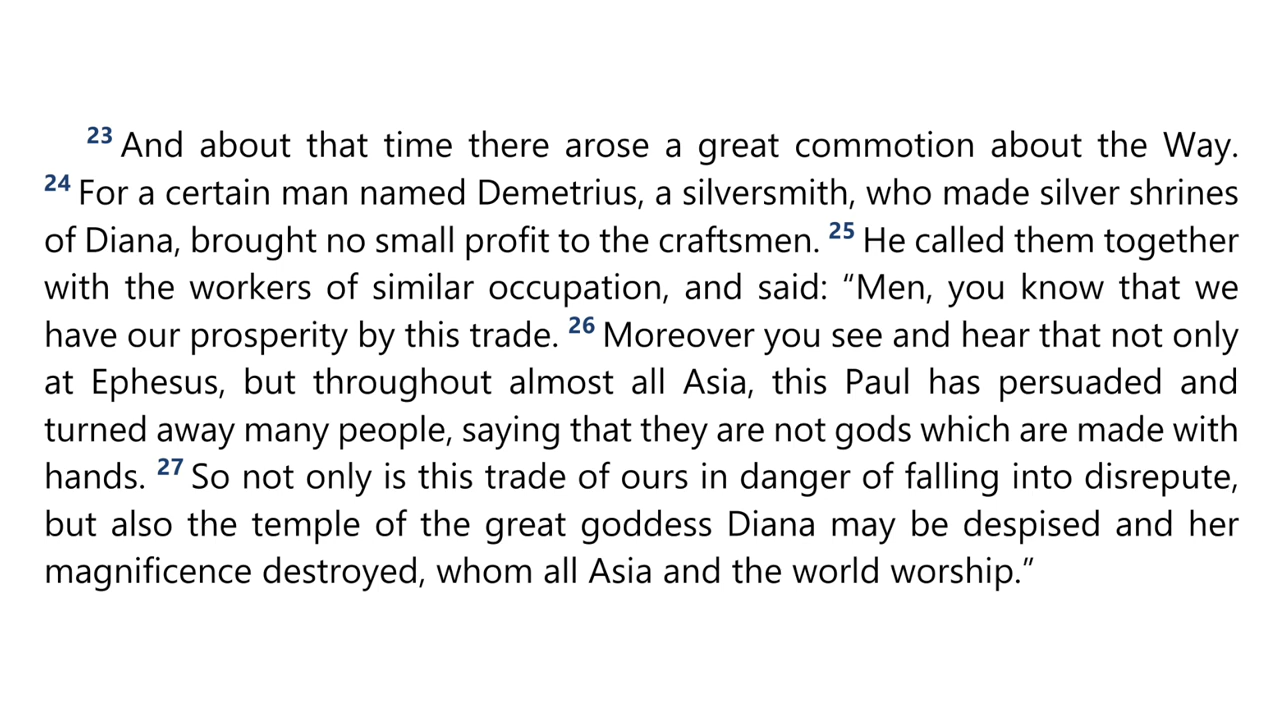 23 And about that time there arose a great commotion about the Way.
24 For a certain man named Demetrius, a silversmith, who made silver shrines
of Diana, brought no small profit to the craftsmen. 25 He called them together
with the workers of similar occupation, and said: “Men, you know that we
have our prosperity by this trade. 26 Moreover you see and hear that not only
at Ephesus, but throughout almost all Asia, this Paul has persuaded and
turned away many people, saying that they are not gods which are made with
hands. 27 So not only is this trade of ours in danger of falling into disrepute,
but also the temple of the great goddess Diana may be despised and her
magnificence destroyed, whom all Asia and the world worship.”